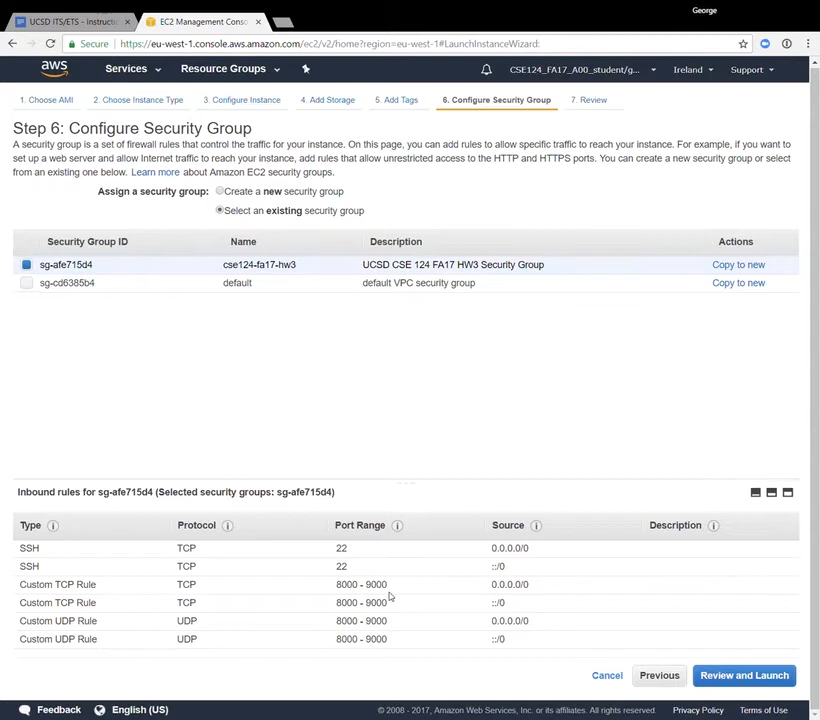 George
UCSD ITS/ETS - Instructi
EC2 Management Conso
Secure
https://eu-west-1.console.aws.amazon.com/ec2/v2/home?region=eu-west-1#LaunchInstanceWizard:
aws
Services
Resource Groups
CSE124_FA17_A00_student/g...
Ireland
Support
1. Choose AMI
2. Choose Instance Type
3. Configure Instance
4. Add Storage
5. Add Tags
6. Configure Security Group
7. Review
Step 6: Configure Security Group
A security group is a set of firewall rules that control the traffic for your instance. On this page, you can add rules to allow specific traffic to reach your instance. For example, if you want to
set up a web server and allow Internet traffic to reach your instance, add rules that allow unrestricted access to the HTTP and HTTPS ports. You can create a new security group or select
from an existing one below. Learn more about Amazon EC2 security groups.
Assign a security group: Create a new security group
Select an existing security group
Security Group ID Name Description Actions
sg-afe715d4 cse124-fa17-hw3 UCSD CSE 124 FA17 HW3 Security Group Copy to new
sg-cd6385b4 default default VPC security group Copy to new
Inbound rules for sg-afe715d4 (Selected security groups: sg-afe715d4)
Type Protocol Port Range Source Description
SSH TCP 22 0.0.0.0/0
SSH TCP 22 ::/0
Custom TCP Rule TCP 8000 - 9000 0.0.0.0/0
Custom TCP Rule TCP 8000 - 9000 ::/0
Custom UDP Rule UDP 8000 - 9000 0.0.0.0/0
Custom UDP Rule UDP 8000 - 9000 ::/0
Cancel
Previous
Review and Launch
Feedback
English (US)
© 2008 - 2017, Amazon Web Services, Inc. or its affiliates. All rights reserved.
Privacy Policy
Terms of Use